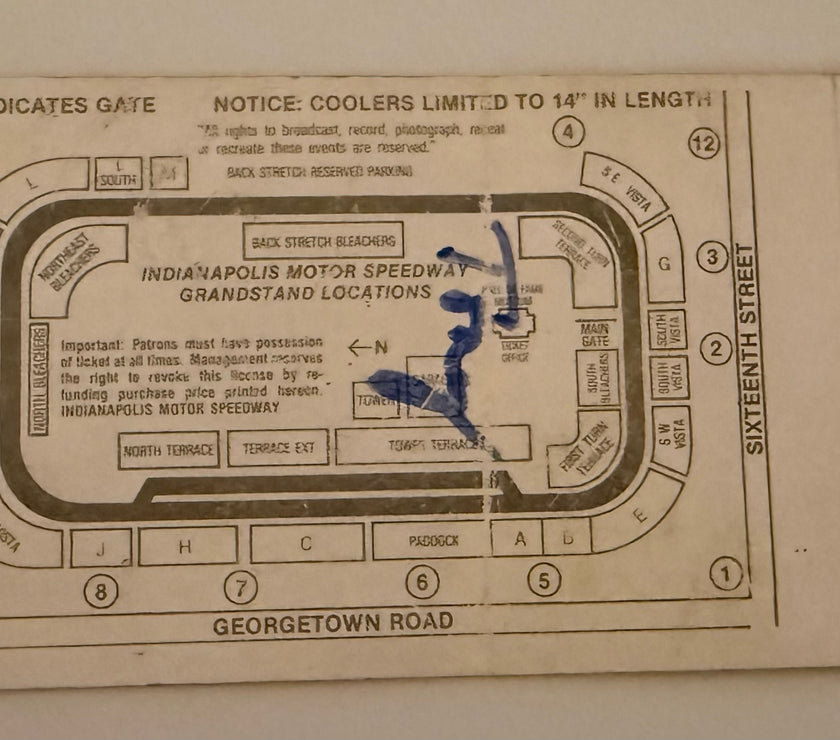 DICATES GATE NOTICE: COOLERS LIMITED TO 14" IN LENGTH
"All rights to broadcast, record, photograph, repeat
or recreate these events are reserved."
BACK STRETCH RESERVED PARKING
4
12
L
L SOUTH
M
S E VISTA
NORTHEAST BLEACHERS
BACK STRETCH BLEACHERS
SECOND TURN TERRACE
G
3
INDIANAPOLIS MOTOR SPEEDWAY
GRANDSTAND LOCATIONS
HALL OF FAME
MUSEUM
TICKET
OFFICE
MAIN
GATE
SOUTH VISTA
2
SIXTEENTH STREET
NORTH BLEACHERS
Important: Patrons must have possession
of ticket at all times. Management reserves
the right to revoke this license by re-
funding purchase price printed hereon.
INDIANAPOLIS MOTOR SPEEDWAY
←N
TOWER
SOUTH BLEACHERS
SOUTH VISTA
S W VISTA
NORTH TERRACE
TERRACE EXT
TOWER TERRACE
FIRST TURN TERRACE
E
VISTA
J
H
C
PADDOCK
A
B
8
7
6
5
1
GEORGETOWN ROAD